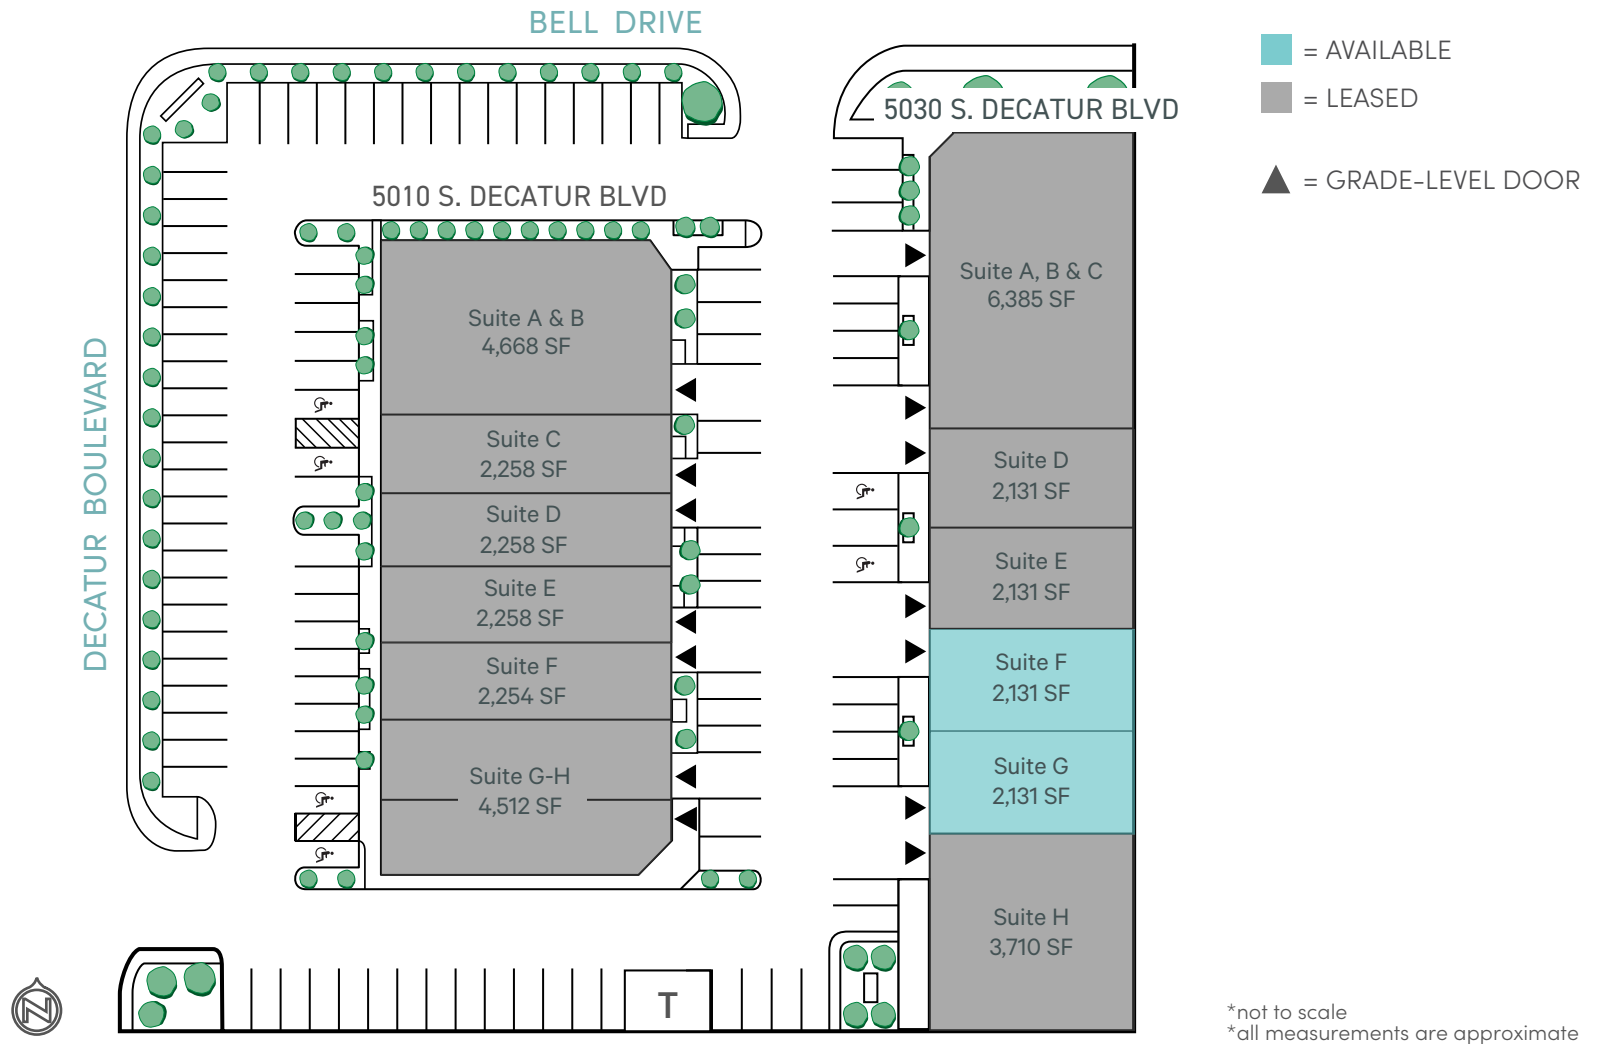 BELL DRIVE
= AVAILABLE
= LEASED
= GRADE-LEVEL DOOR
5030 S. DECATUR BLVD
5010 S. DECATUR BLVD
DECATUR BOULEVARD
Suite A & B
4,668 SF
Suite C
2,258 SF
Suite D
2,258 SF
Suite E
2,258 SF
Suite F
2,254 SF
Suite G-H
4,512 SF
Suite A, B & C
6,385 SF
Suite D
2,131 SF
Suite E
2,131 SF
Suite F
2,131 SF
Suite G
2,131 SF
Suite H
3,710 SF
T
N
*not to scale
*all measurements are approximate